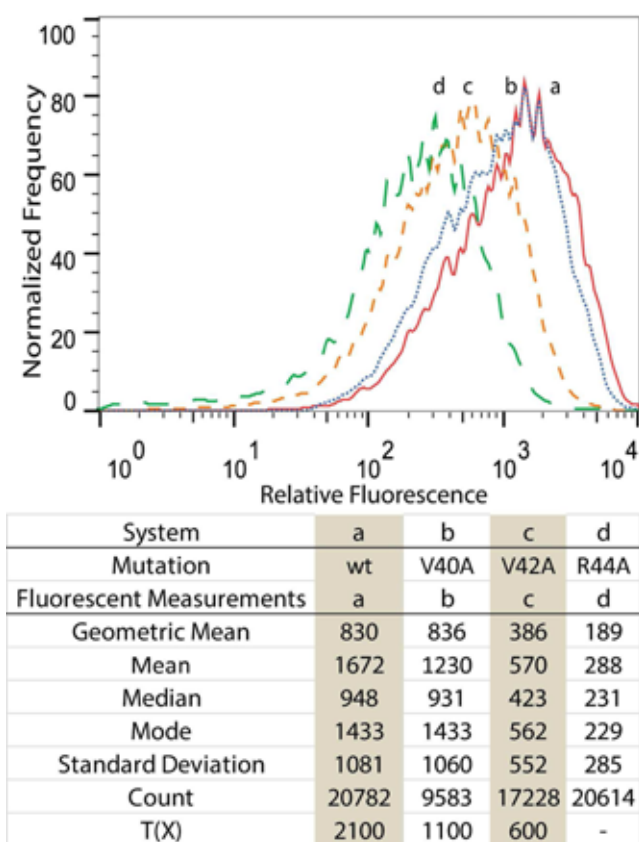 100
80
60
40
20
0
Normalized Frequency
d c b a
10^0 10^1 10^2 10^3 10^4
Relative Fluorescence
System a b c d
Mutation wt V40A V42A R44A
Fluorescent Measurements a b c d
Geometric Mean 830 836 386 189
Mean 1672 1230 570 288
Median 948 931 423 231
Mode 1433 1433 562 229
Standard Deviation 1081 1060 552 285
Count 20782 9583 17228 20614
T(X) 2100 1100 600 -